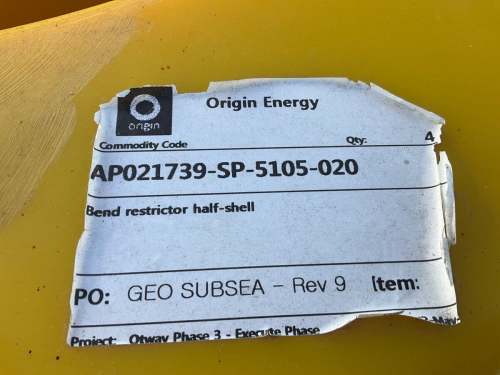 origin
Origin Energy
Commodity Code Qty: 4
AP021739-SP-5105-020
Bend restrictor half-shell
PO: GEO SUBSEA - Rev 9 Item:
Project: Otway Phase 3 - Execute Phase